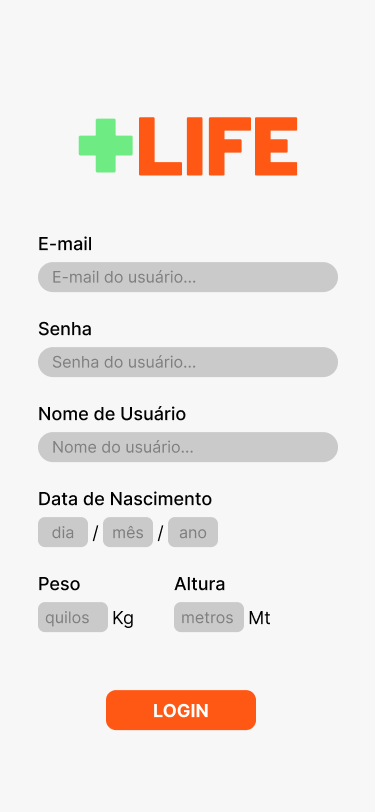 +LIFE
E-mail
E-mail do usuário...
Senha
Senha do usuário...
Nome de Usuário
Nome do usuário...
Data de Nascimento
dia / mês / ano
Peso Altura
quilos Kg metros Mt
LOGIN